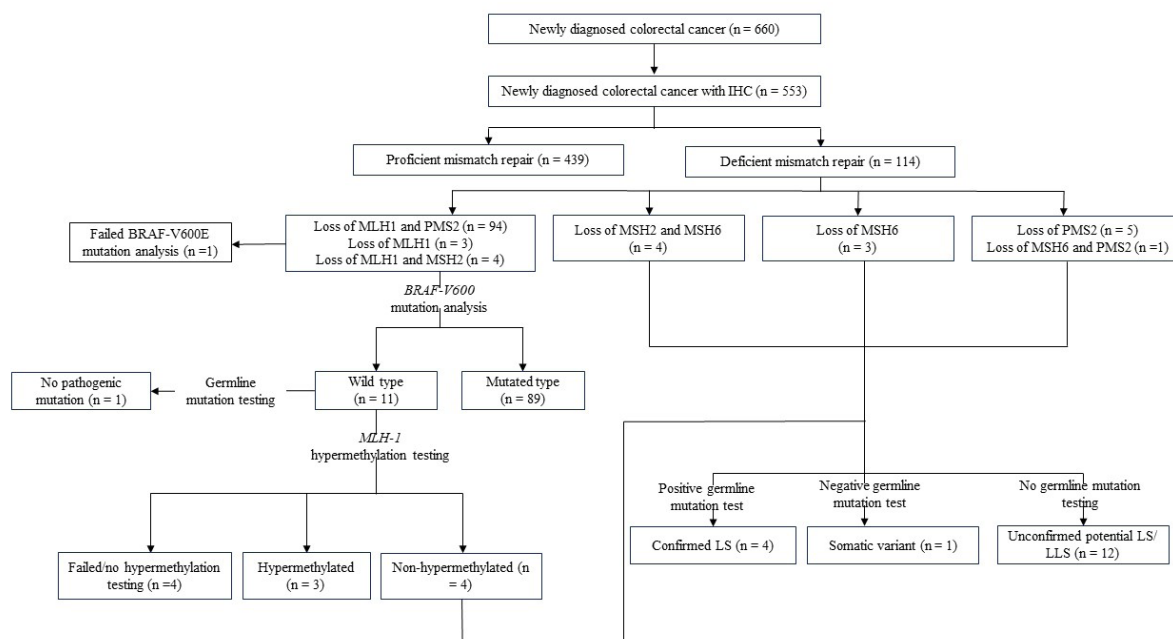 Newly diagnosed colorectal cancer (n = 660)
Newly diagnosed colorectal cancer with IHC (n = 553)
Proficient mismatch repair (n = 439)
Deficient mismatch repair (n = 114)
Failed BRAF-V600E
mutation analysis (n =1)
Loss of MLH1 and PMS2 (n = 94)
Loss of MLH1 (n = 3)
Loss of MLH1 and MSH2 (n = 4)
Loss of MSH2 and MSH6
(n = 4)
Loss of MSH6
(n = 3)
Loss of PMS2 (n = 5)
Loss of MSH6 and PMS2 (n =1)
BRAF-V600
mutation analysis
No pathogenic
mutation (n = 1)
Germline
mutation testing
Wild type
(n = 11)
Mutated type
(n = 89)
MLH-1
hypermethylation testing
Positive germline
mutation test
Negative germline
mutation test
No germline mutation
testing
Confirmed LS (n = 4)
Somatic variant (n = 1)
Unconfirmed potential LS/
LLS (n = 12)
Failed/no hypermethylation
testing (n =4)
Hypermethylated
(n = 3)
Non-hypermethylated (n
= 4)